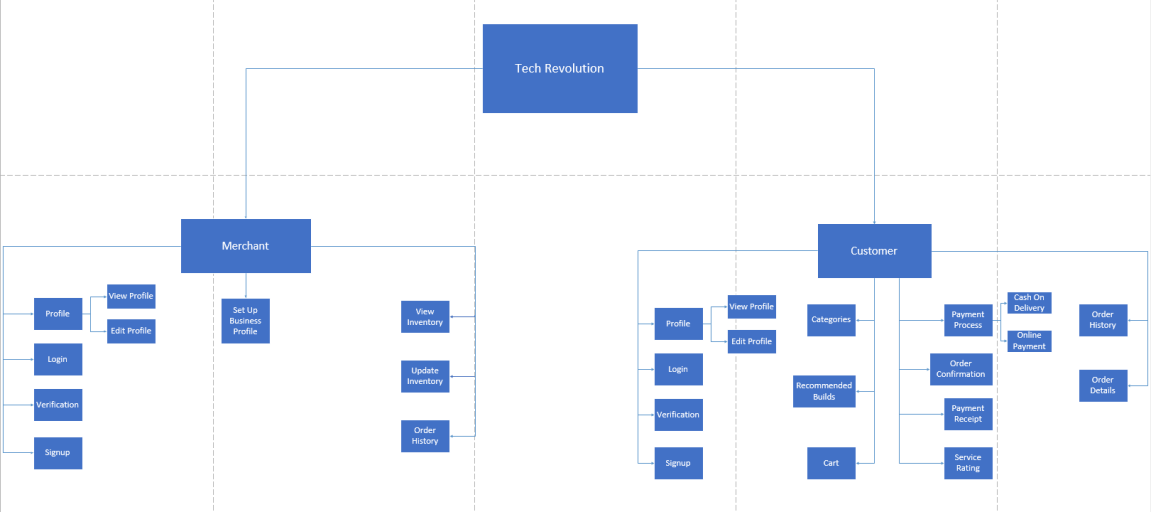 Tech Revolution
Merchant
Customer
Profile
View Profile
Edit Profile
Login
Verification
Signup
Set Up
Business
Profile
View
Inventory
Update
Inventory
Order
History
Profile
View Profile
Edit Profile
Login
Verification
Signup
Categories
Recommended
Builds
Cart
Payment
Process
Cash On
Delivery
Online
Payment
Order
Confirmation
Payment
Receipt
Service
Rating
Order
History
Order
Details